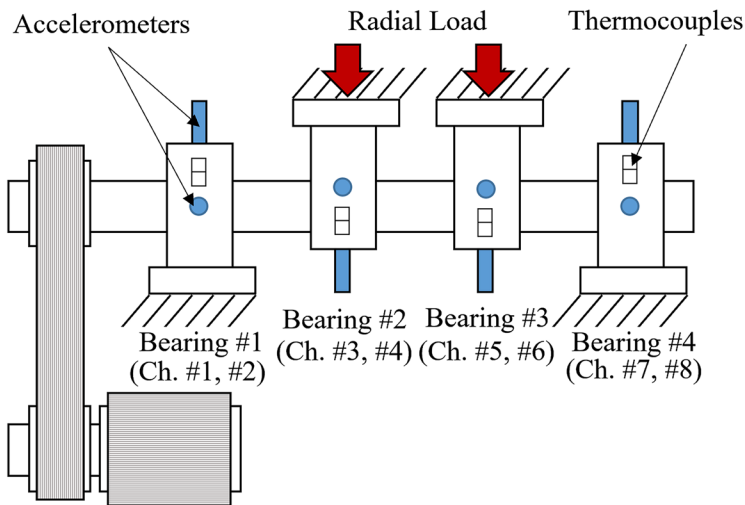 Accelerometers
Radial Load
Thermocouples
Bearing #1
(Ch. #1, #2)
Bearing #2
(Ch. #3, #4)
Bearing #3
(Ch. #5, #6)
Bearing #4
(Ch. #7, #8)